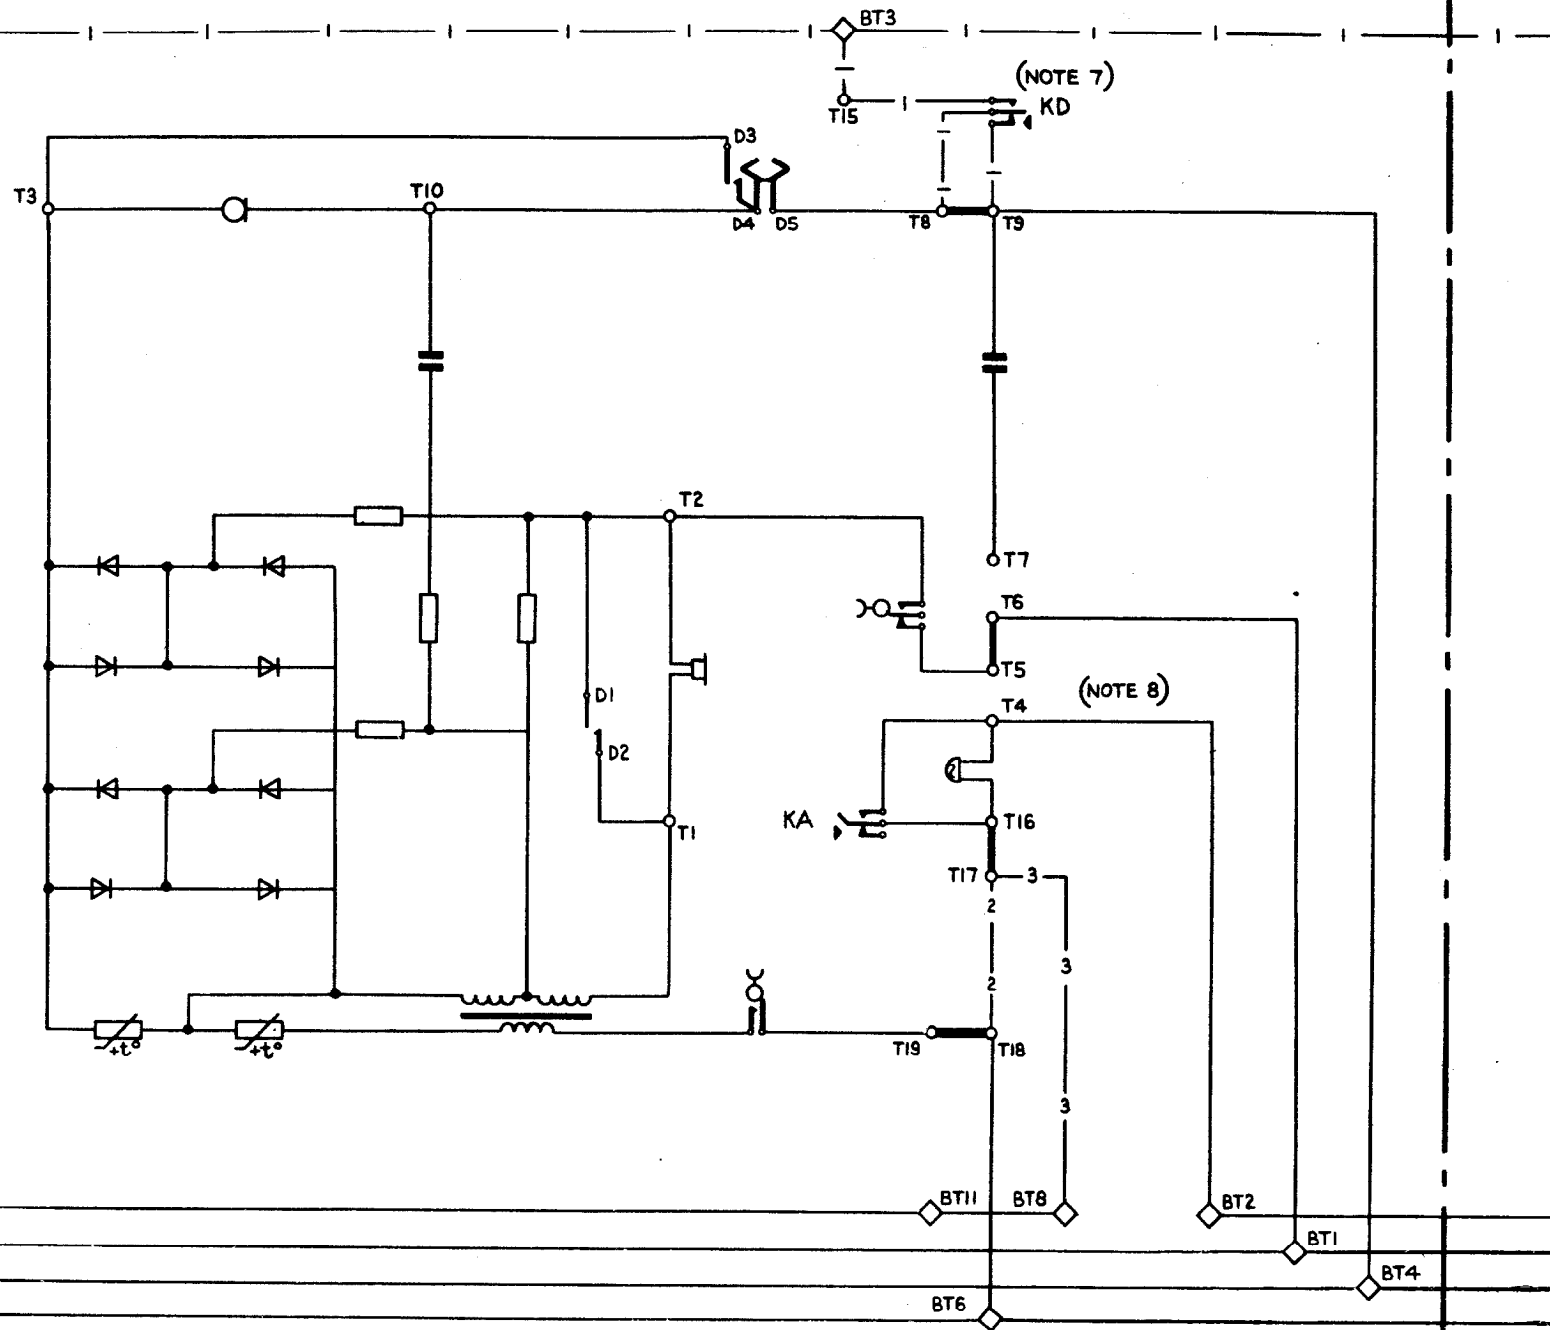 BT3
(NOTE 7)
KD
T15
D3
T3
T10
D4
D5
T8
T9
T2
T7
T6
T5
(NOTE 8)
T4
D1
D2
KA
T16
T1
T17
3
2
3
2
+t°
+t°
T19
T18
3
BT11
BT8
BT2
BT1
BT4
BT6